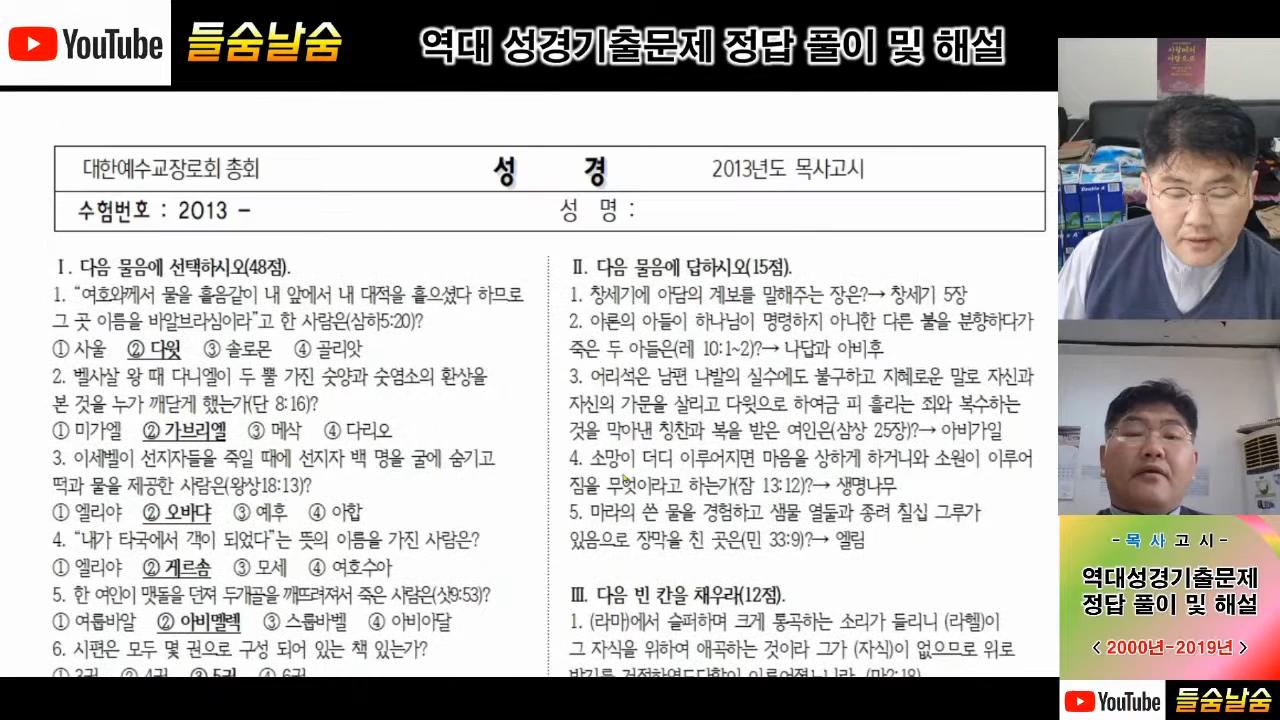 YouTube 들숨날숨
역대 성경기출문제 정답 풀이 및 해설
대한예수교장로회 총회 성 경 2013년도 목사고시
수험번호 : 2013 - 성 명 :
Ⅰ. 다음 물음에 선택하시오(48점).
1. "여호와께서 물을 흩음같이 내 앞에서 내 대적을 흩으셨다 하므로
그 곳 이름을 바알브라심이라"고 한 사람은(삼하5:20)?
① 사울 ② 다윗 ③ 솔로몬 ④ 골리앗
2. 벨사살 왕 때 다니엘이 두 뿔 가진 숫양과 숫염소의 환상을
본 것을 누가 깨닫게 했는가(단 8:16)?
① 미가엘 ② 가브리엘 ③ 메삭 ④ 다리오
3. 이세벨이 선지자들을 죽일 때에 선지자 백 명을 굴에 숨기고
떡과 물을 제공한 사람은(왕상18:13)?
① 엘리야 ② 오바댜 ③ 예후 ④ 아합
4. "내가 타국에서 객이 되었다"는 뜻의 이름을 가진 사람은?
① 엘리야 ② 게르솜 ③ 모세 ④ 여호수아
5. 한 여인이 맷돌을 던져 두개골을 깨뜨려져서 죽은 사람은(삿9:53)?
① 여룹바알 ② 아비멜렉 ③ 스룹바벨 ④ 아비아달
6. 시편은 모두 몇 권으로 구성 되어 있는 책 있는가?
① 3권 ② 4권 ③ 5권 ④ 6권
Ⅱ. 다음 물음에 답하시오(15점).
1. 창세기에 아담의 계보를 말해주는 장은?→ 창세기 5장
2. 아론의 아들이 하나님이 명령하지 아니한 다른 불을 분향하다가
죽은 두 아들은(레 10:1~2)?→ 나답과 아비후
3. 어리석은 남편 나발의 실수에도 불구하고 지혜로운 말로 자신과
자신의 가문을 살리고 다윗으로 하여금 피 흘리는 죄와 복수하는
것을 막아낸 칭찬과 복을 받은 여인은(삼상 25장)?→ 아비가일
4. 소망이 더디 이루어지면 마음을 상하게 하거니와 소원이 이루어
짐을 무엇이라고 하는가(잠 13:12)?→ 생명나무
5. 마라의 쓴 물을 경험하고 샘물 열둘과 종려 칠십 그루가
있음으로 장막을 친 곳은(민 33:9)?→ 엘림
Ⅲ. 다음 빈 칸을 채우라(12점).
1. (라마)에서 슬퍼하며 크게 통곡하는 소리가 들리니 (라헬)이
그 자식을 위하여 애곡하는 것이라 그가 (자식)이 없으므로 위로
- 목 사 고 시 -
역대성경기출문제
정답 풀이 및 해설
< 2000년-2019년 >
YouTube 들숨날숨